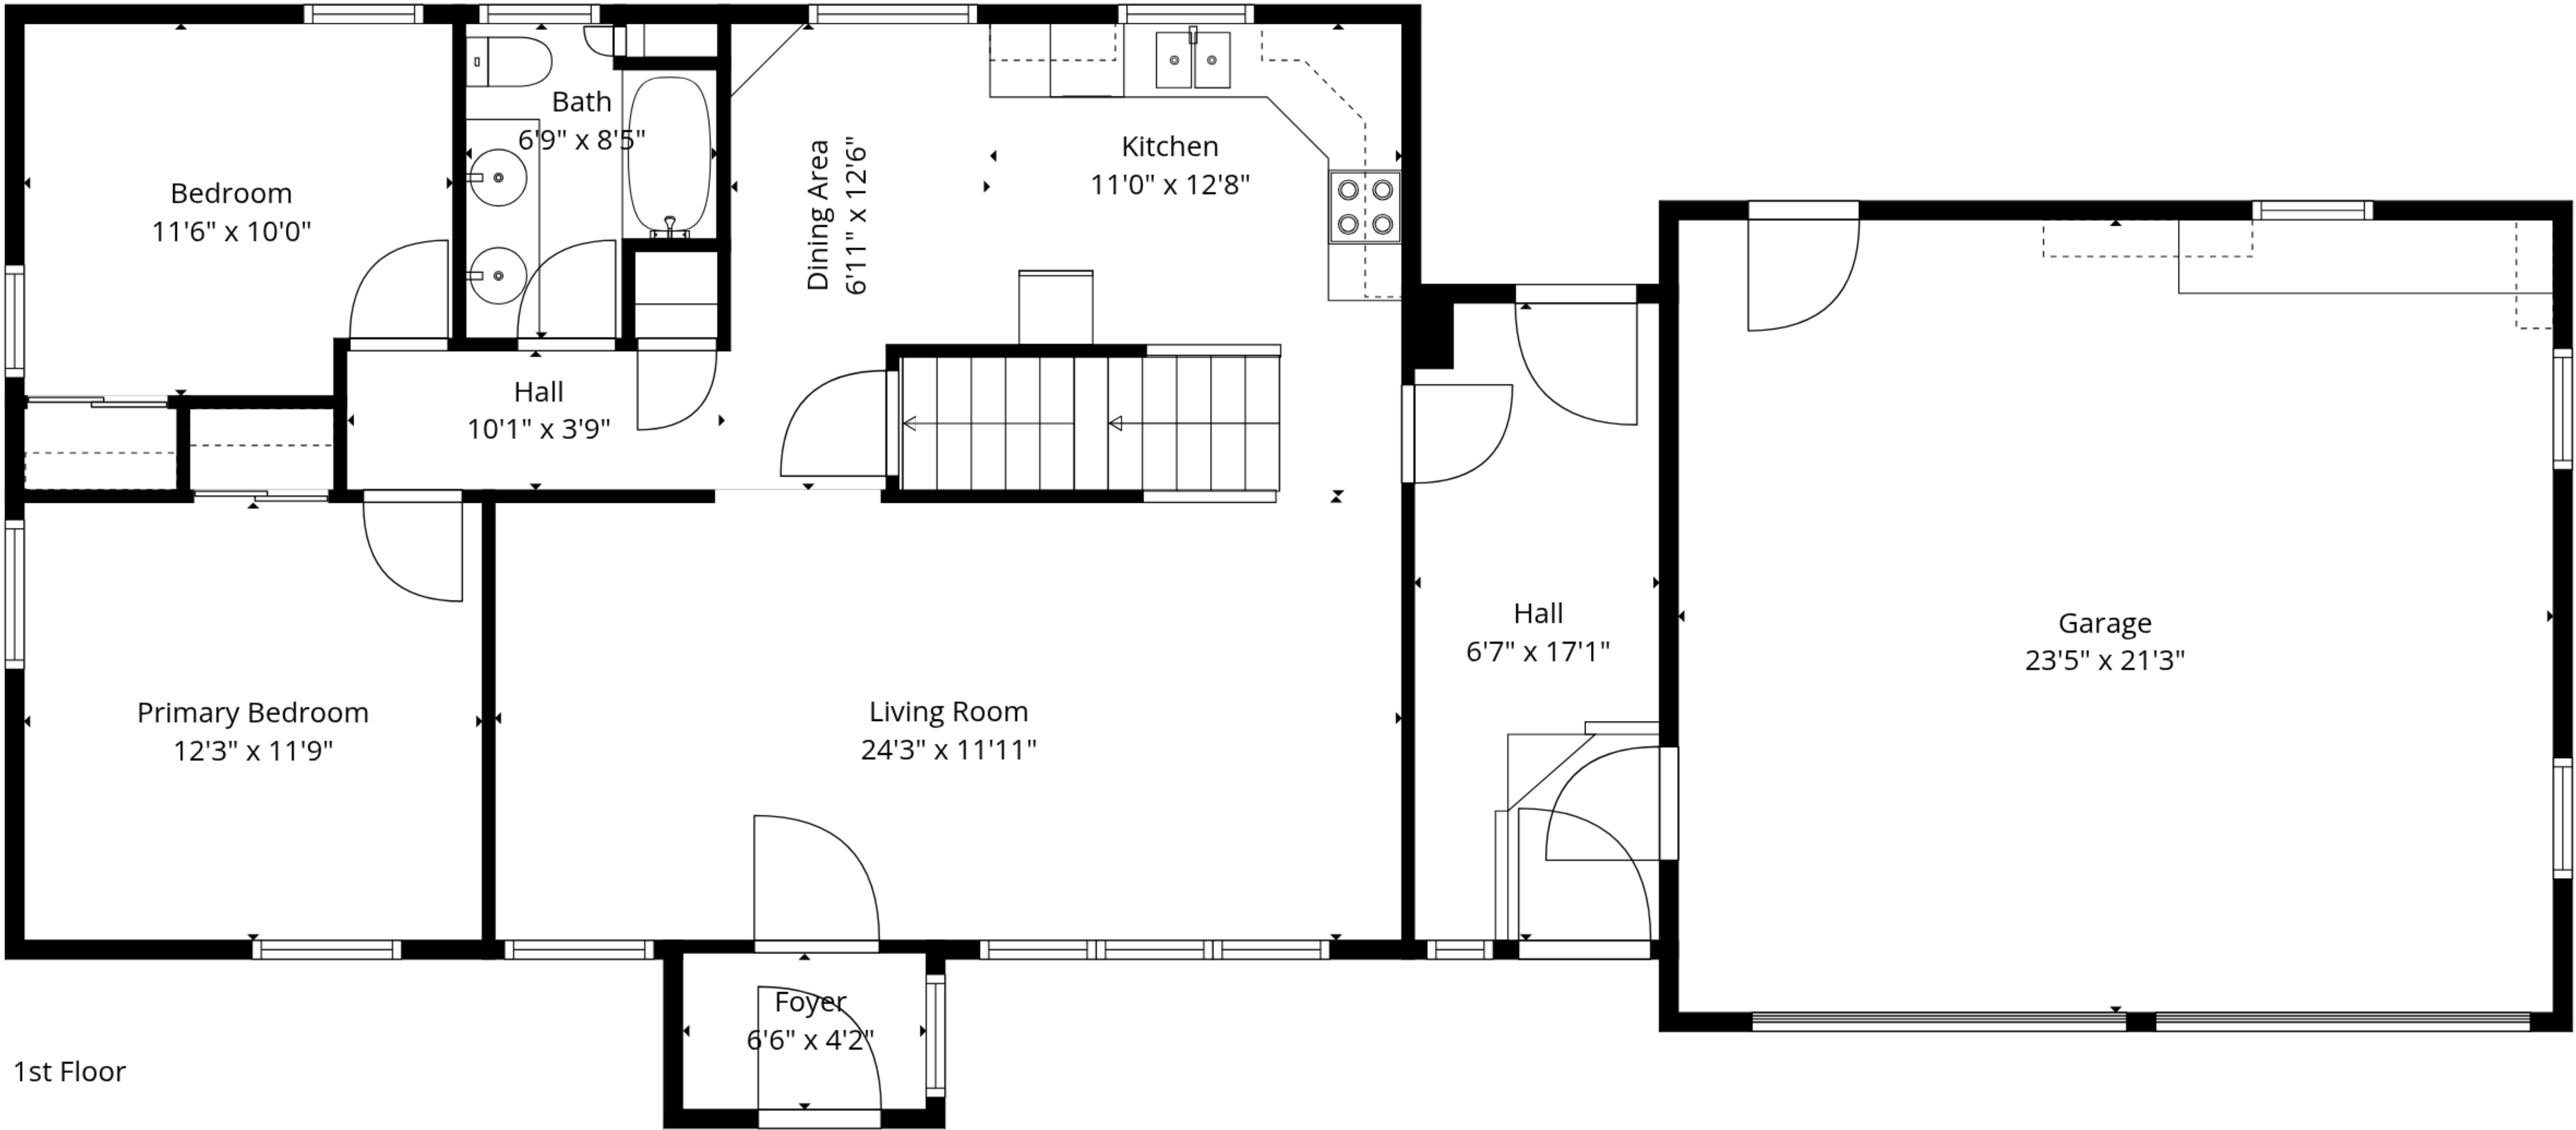 Bath
6'9" x 8'5"
Bedroom
11'6" x 10'0"
Dining Area
6'11" x 12'6"
Kitchen
11'0" x 12'8"
Hall
10'1" x 3'9"
Hall
6'7" x 17'1"
Garage
23'5" x 21'3"
Primary Bedroom
12'3" x 11'9"
Living Room
24'3" x 11'11"
Foyer
6'6" x 4'2"
1st Floor